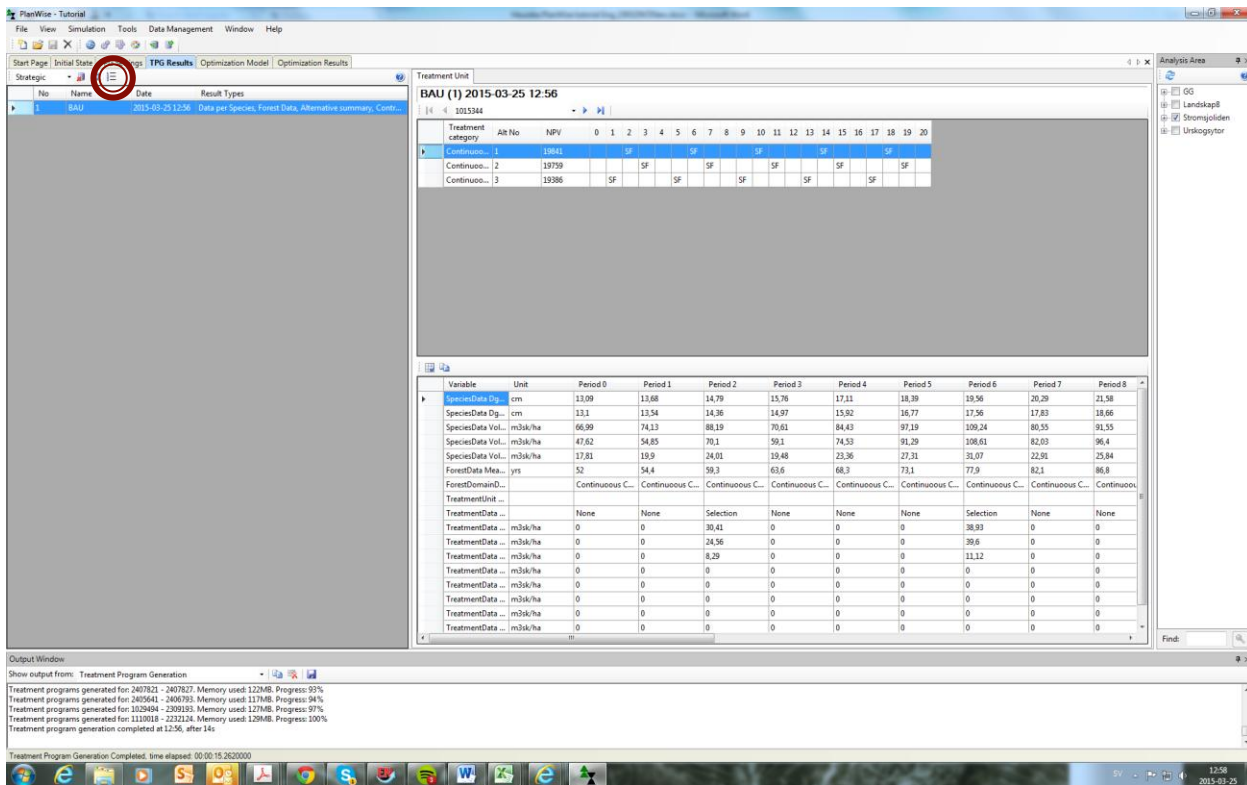 PlanWise - Tutorial
File View Simulation Tools Data Management Window Help
Start Page Initial State TPG Results Optimization Model Optimization Results
Strategic
No Name Date Result Types
1 BAU 2015-03-25 12:56 Data per Species, Forest Data, Alternative summary, Contr...
Treatment Unit
BAU (1) 2015-03-25 12:56
1015344
Treatment category Alt No NPV 0 1 2 3 4 5 6 7 8 9 10 11 12 13 14 15 16 17 18 19 20
Continuoo... 1 19841 SF SF SF SF SF
Continuoo... 2 19759 SF SF SF SF SF
Continuoo... 3 19386 SF SF SF SF SF
Variable Unit Period 0 Period 1 Period 2 Period 3 Period 4 Period 5 Period 6 Period 7 Period 8
SpeciesData Dg... cm 13,09 13,68 14,79 15,76 17,11 18,39 19,56 20,29 21,58
SpeciesData Dg... cm 13,1 13,54 14,36 14,97 15,92 16,77 17,56 17,83 18,66
SpeciesData Vol... m3sk/ha 66,99 74,13 88,19 70,61 84,43 97,19 109,24 80,55 91,55
SpeciesData Vol... m3sk/ha 47,62 54,85 70,1 59,1 74,53 91,29 108,61 82,03 96,4
SpeciesData Vol... m3sk/ha 17,81 19,9 24,01 19,48 23,36 27,31 31,07 22,91 25,84
ForestData Mea... yrs 52 54,4 59,3 63,6 68,3 73,1 77,9 82,1 86,8
ForestDomainD... Continuoous C... Continuoous C... Continuoous C... Continuoous C... Continuoous C... Continuoous C... Continuoous C... Continuoous C... Continuoou
TreatmentUnit ...
TreatmentData ... None None Selection None None None Selection None None
TreatmentData ... m3sk/ha 0 0 30,41 0 0 0 38,93 0 0
TreatmentData ... m3sk/ha 0 0 24,56 0 0 0 39,6 0 0
TreatmentData ... m3sk/ha 0 0 8,29 0 0 0 11,12 0 0
TreatmentData ... m3sk/ha 0 0 0 0 0 0 0 0 0
TreatmentData ... m3sk/ha 0 0 0 0 0 0 0 0 0
TreatmentData ... m3sk/ha 0 0 0 0 0 0 0 0 0
TreatmentData ... m3sk/ha 0 0 0 0 0 0 0 0 0
TreatmentData ... m3sk/ha 0 0 0 0 0 0 0 0 0
Analysis Area
GG
LandskapB
Stromsjoliden
Urskogsytor
Find:
Output Window
Show output from: Treatment Program Generation
Treatment programs generated for: 2407821 - 2407827. Memory used: 122MB. Progress: 93%
Treatment programs generated for: 2405641 - 2406793. Memory used: 117MB. Progress: 94%
Treatment programs generated for: 1029494 - 2309193. Memory used: 127MB. Progress: 97%
Treatment programs generated for: 1110018 - 2232124. Memory used: 129MB. Progress: 100%
Treatment program generation completed at 12:56, after 14s
Treatment Program Generation Completed, time elapsed: 00:00:15.2620000
SV
12:58
2015-03-25